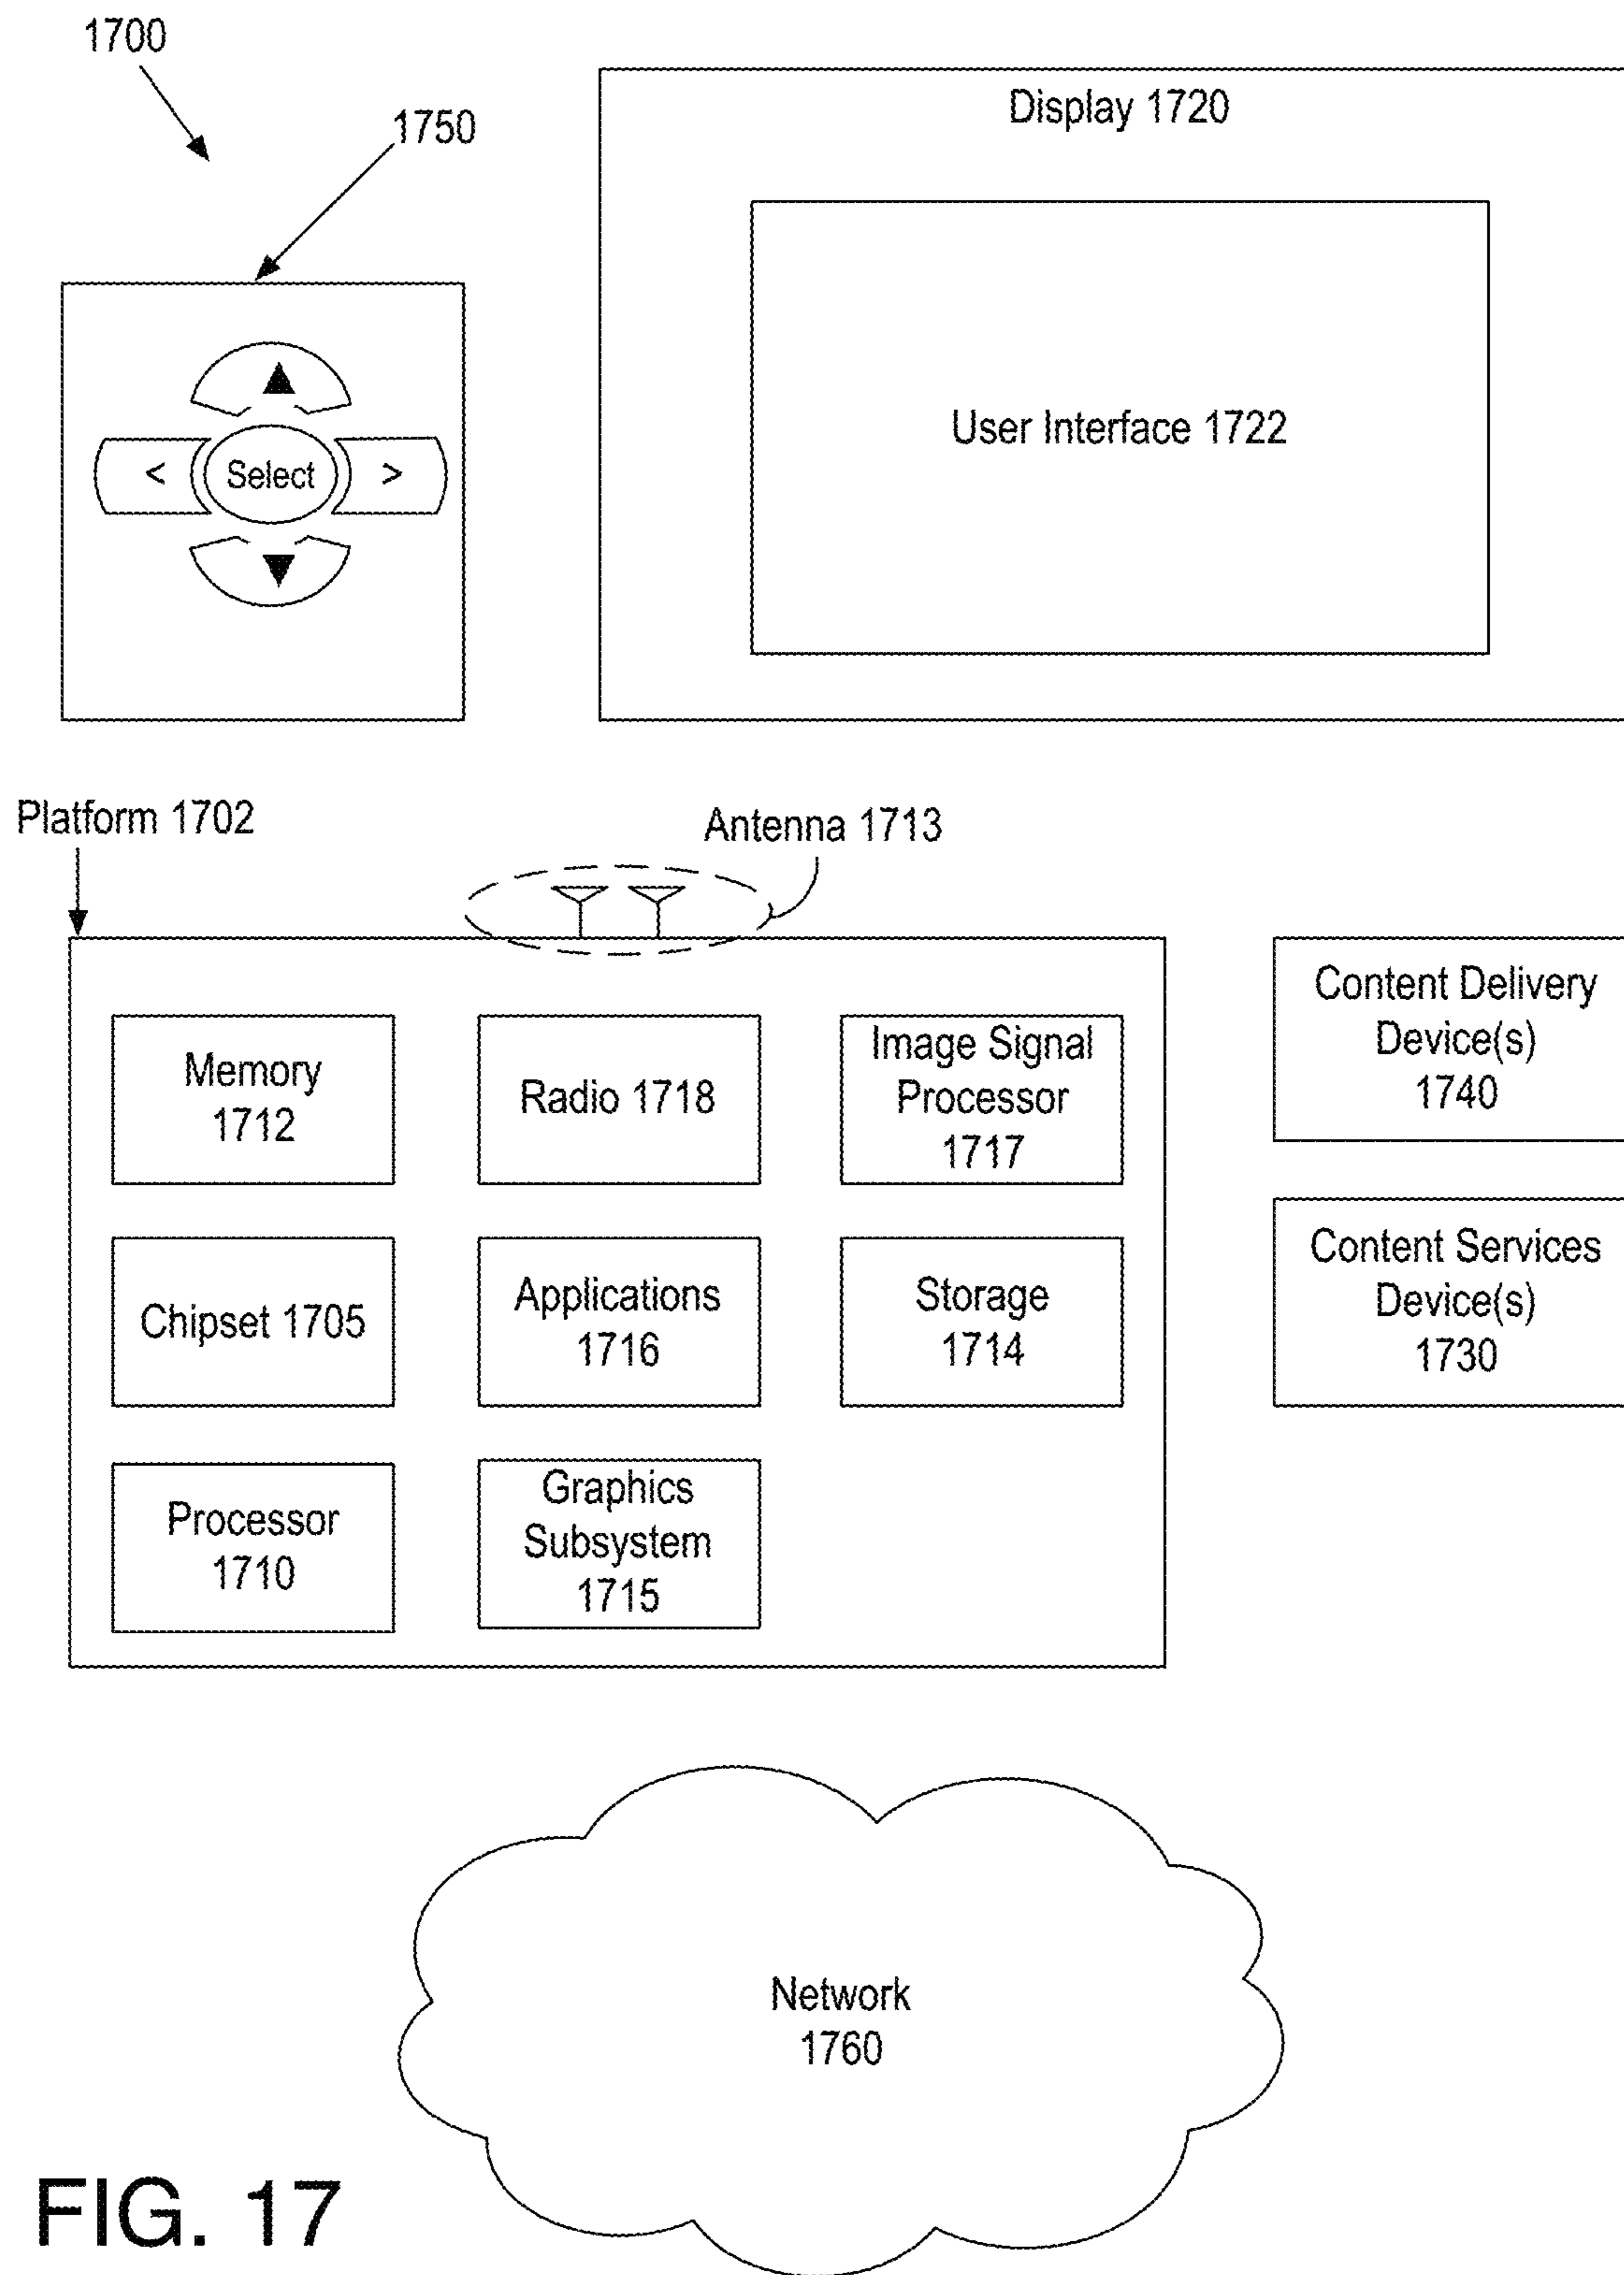 1700
1750
Display 1720
User Interface 1722
<
Select
>
Platform 1702
Antenna 1713
Memory
1712
Radio 1718
Image Signal
Processor
1717
Content Delivery
Device(s)
1740
Chipset 1705
Applications
1716
Storage
1714
Content Services
Device(s)
1730
Processor
1710
Graphics
Subsystem
1715
Network
1760
FIG. 17